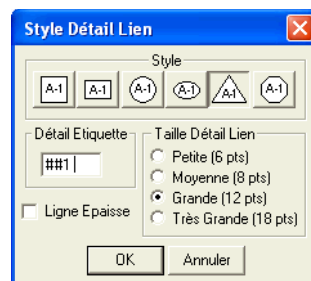 Style Détail Lien
Style
A-1 A-1 A-1 A-1 A-1 A-1
Détail Etiquette
##1
Taille Détail Lien
Petite (6 pts)
Moyenne (8 pts)
Grande (12 pts)
Très Grande (18 pts)
Ligne Epaisse
OK Annuler